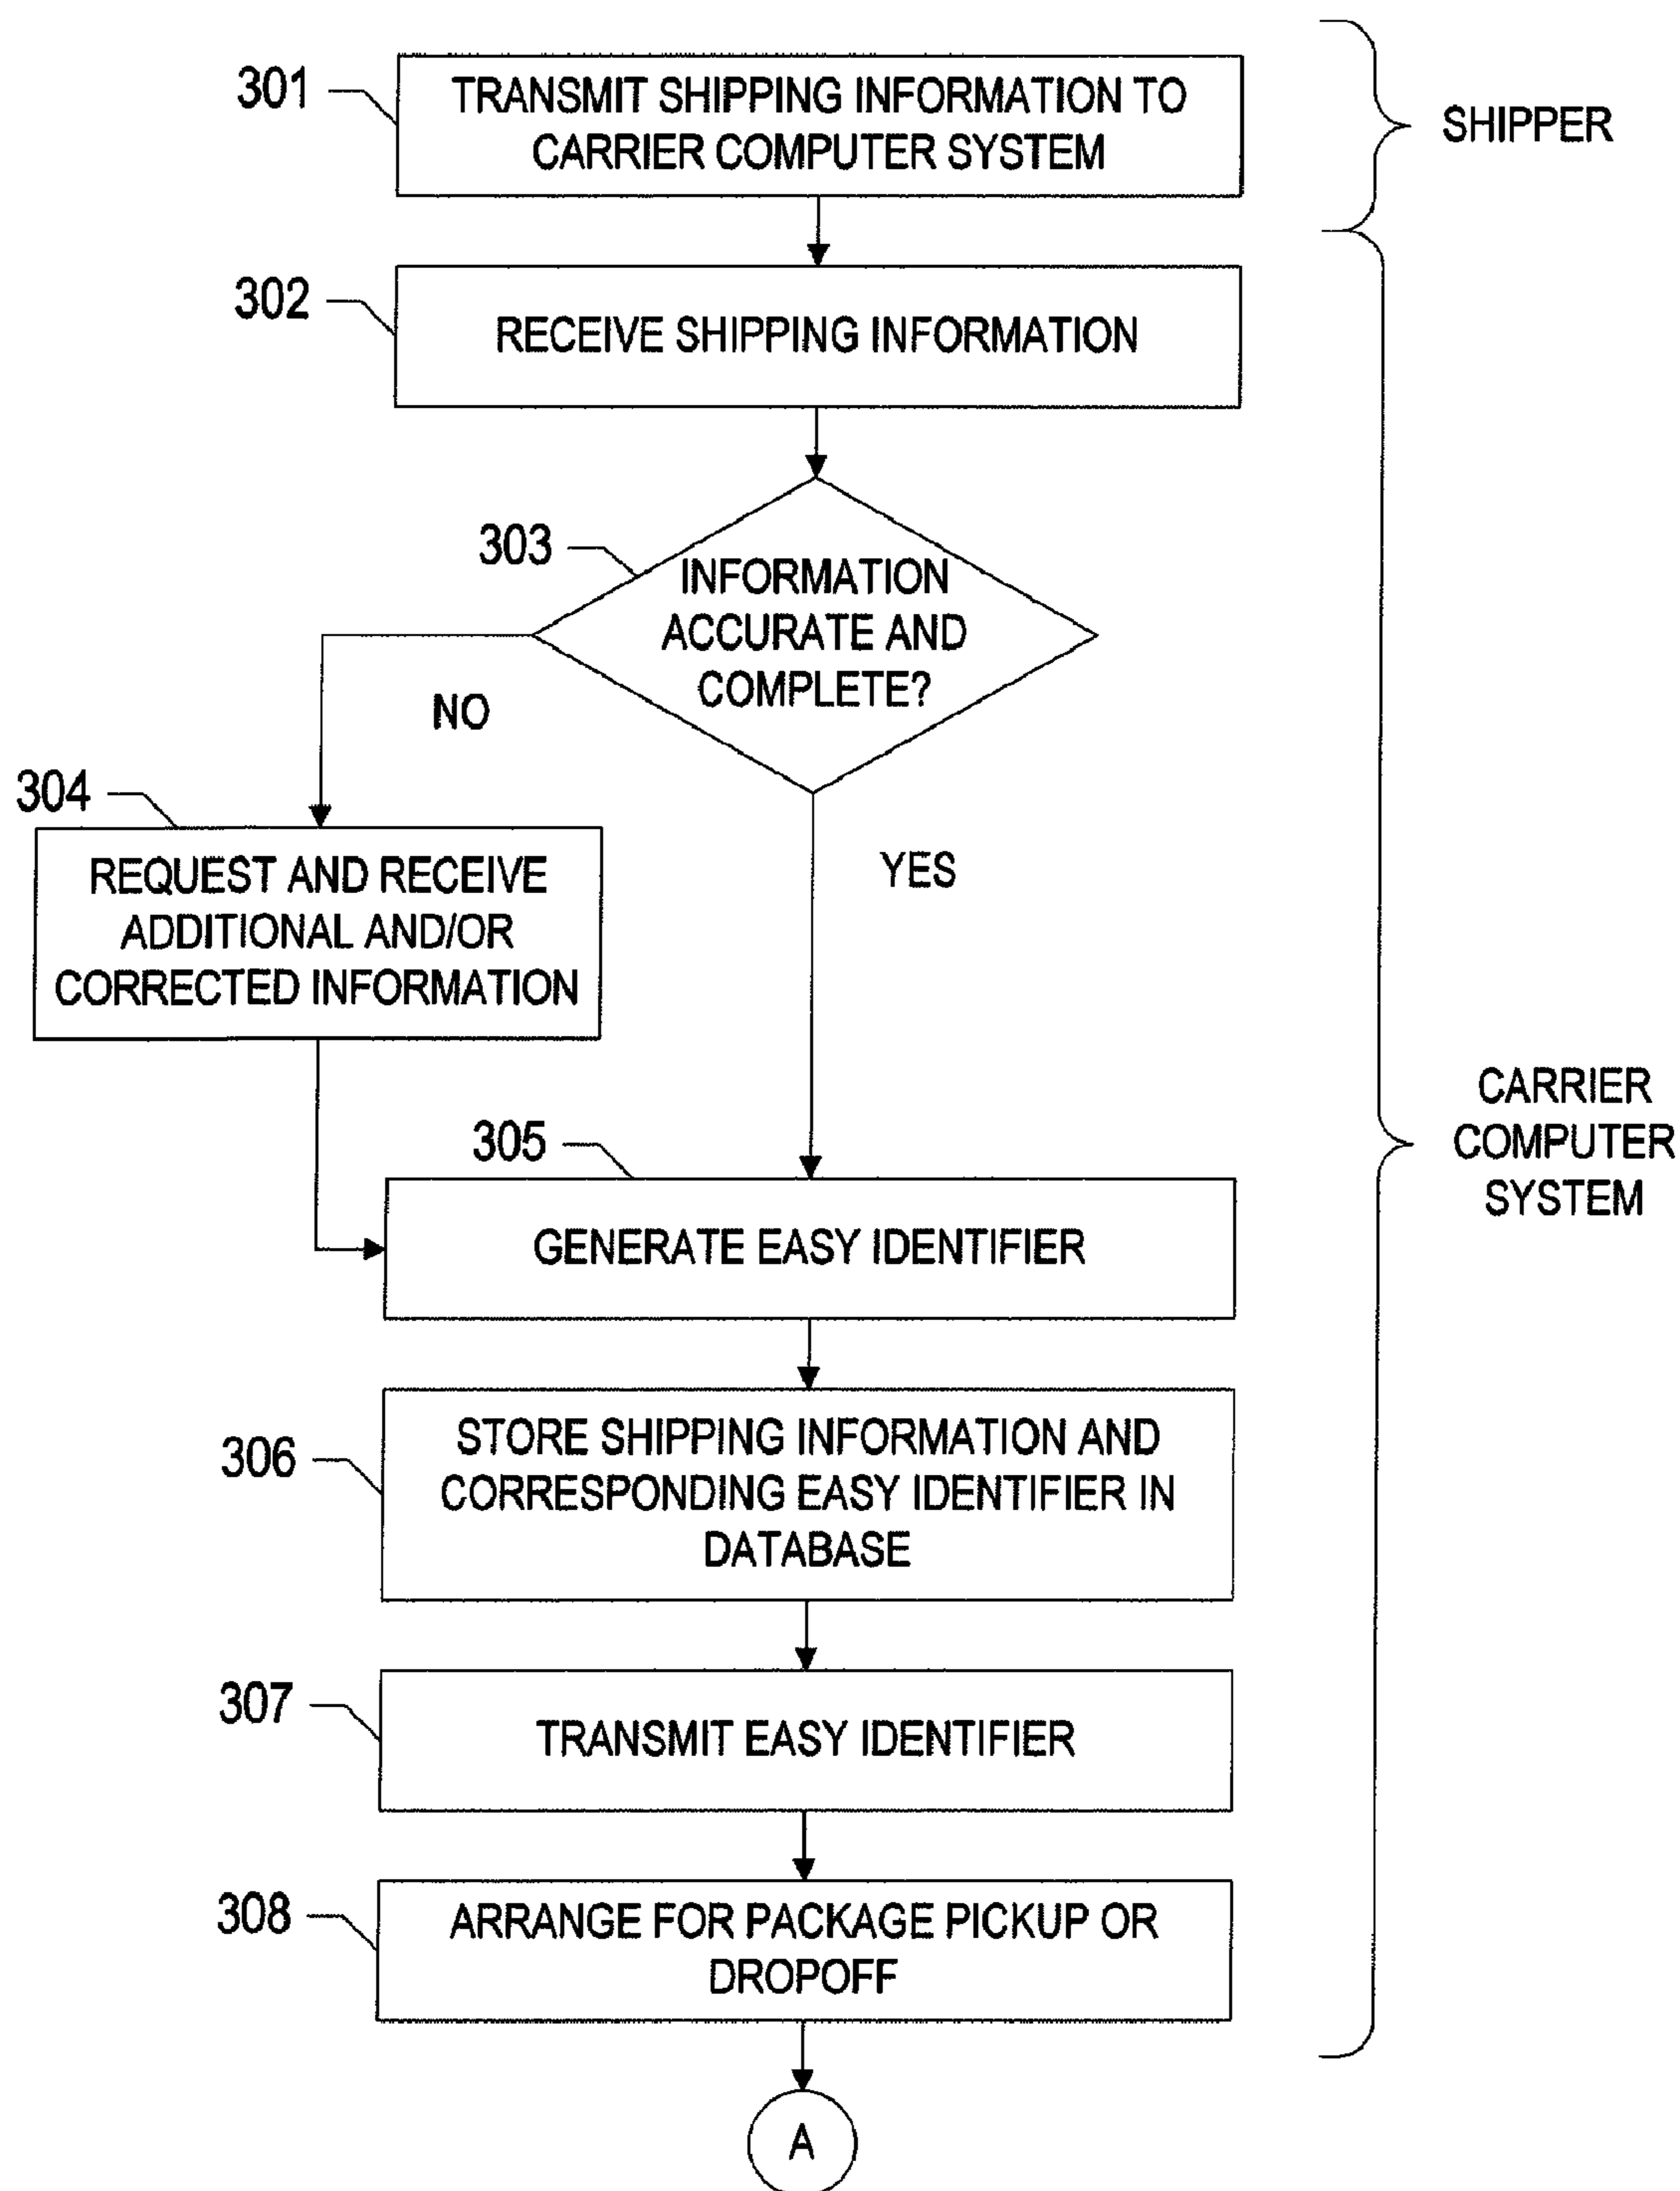 301
TRANSMIT SHIPPING INFORMATION TO
CARRIER COMPUTER SYSTEM
SHIPPER
302
RECEIVE SHIPPING INFORMATION
303
INFORMATION
ACCURATE AND
COMPLETE?
NO
YES
304
REQUEST AND RECEIVE
ADDITIONAL AND/OR
CORRECTED INFORMATION
CARRIER
COMPUTER
SYSTEM
305
GENERATE EASY IDENTIFIER
306
STORE SHIPPING INFORMATION AND
CORRESPONDING EASY IDENTIFIER IN
DATABASE
307
TRANSMIT EASY IDENTIFIER
308
ARRANGE FOR PACKAGE PICKUP OR
DROPOFF
A